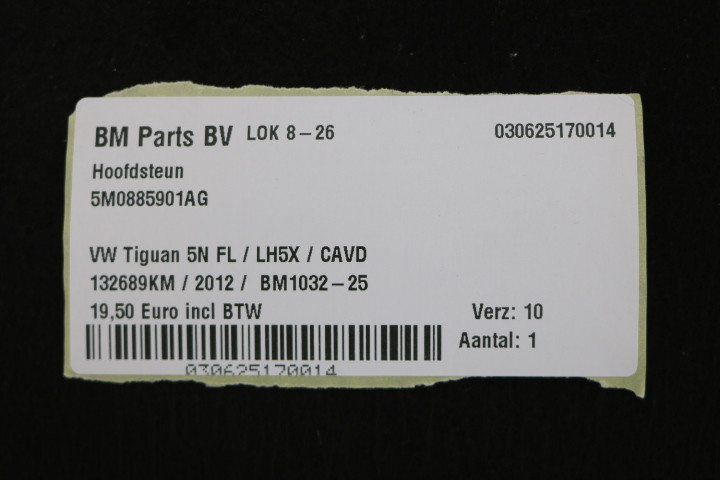 BM Parts BV LOK 8-26 030625170014
Hoofdsteun
5M0885901AG
VW Tiguan 5N FL / LH5X / CAVD
132689KM / 2012 / BM1032-25
19,50 Euro incl BTW Verz: 10
Aantal: 1
030625170014